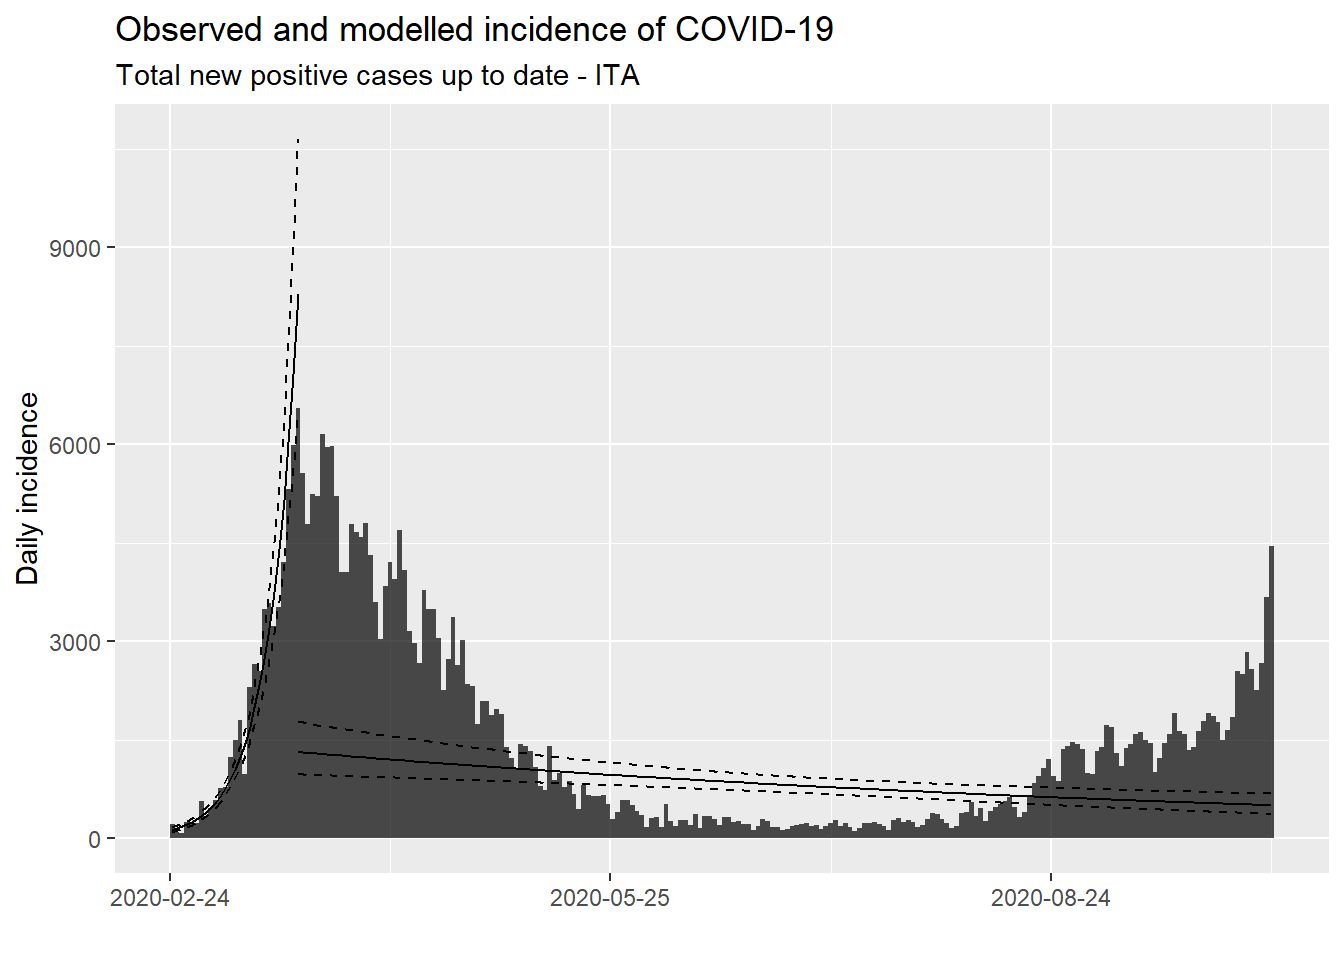 Observed and modelled incidence of COVID-19
Total new positive cases up to date - ITA
Daily incidence
9000
6000
3000
0
2020-02-24
2020-05-25
2020-08-24